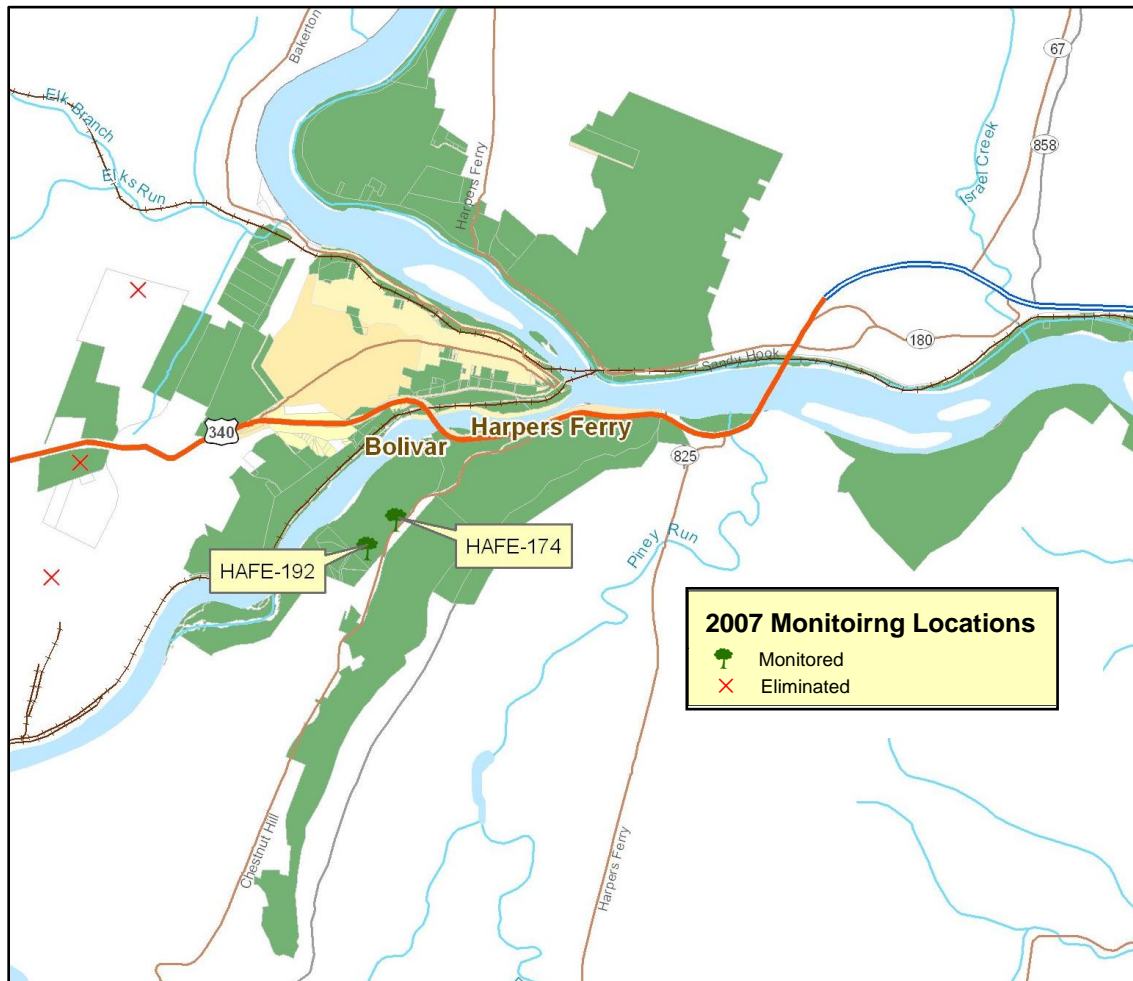 Bakerton
67
Elk Branch
858
Elks Run
Harpers Ferry
Israel Creek
180
Sandy Hook
340
Harpers Ferry
Bolivar
825
HAFE-174
HAFE-192
Piney Run
2007 Monitoirng Locations
Monitored
Eliminated
Chestnut Hill
Harpers Ferry